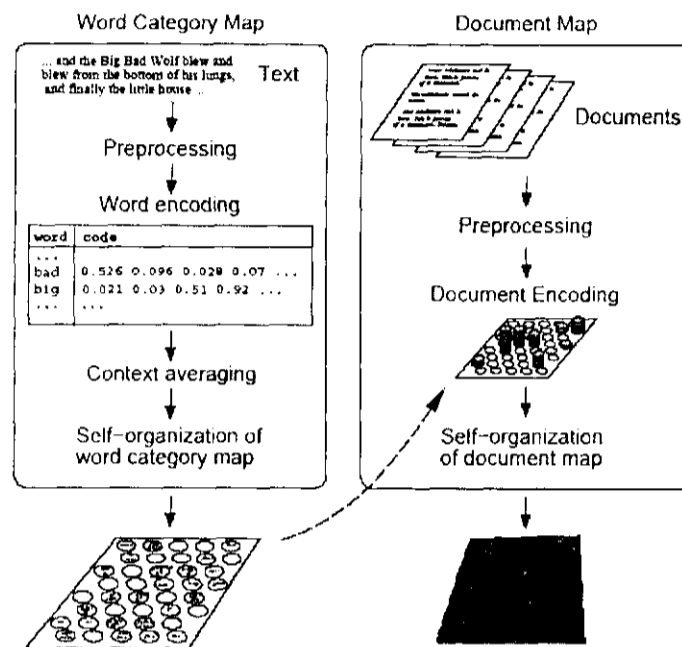 Word Category Map
... and the Big Bad Wolf blew and
blew from the bottom of his lungs,
and finally the little house ...
Text
Preprocessing
Word encoding
word code
...
bad 0.526 0.096 0.028 0.07 ...
big 0.021 0.03 0.51 0.92 ...
... ...
Context averaging
Self-organization of
word category map
Document Map
Documents
Preprocessing
Document Encoding
Self-organization
of document map